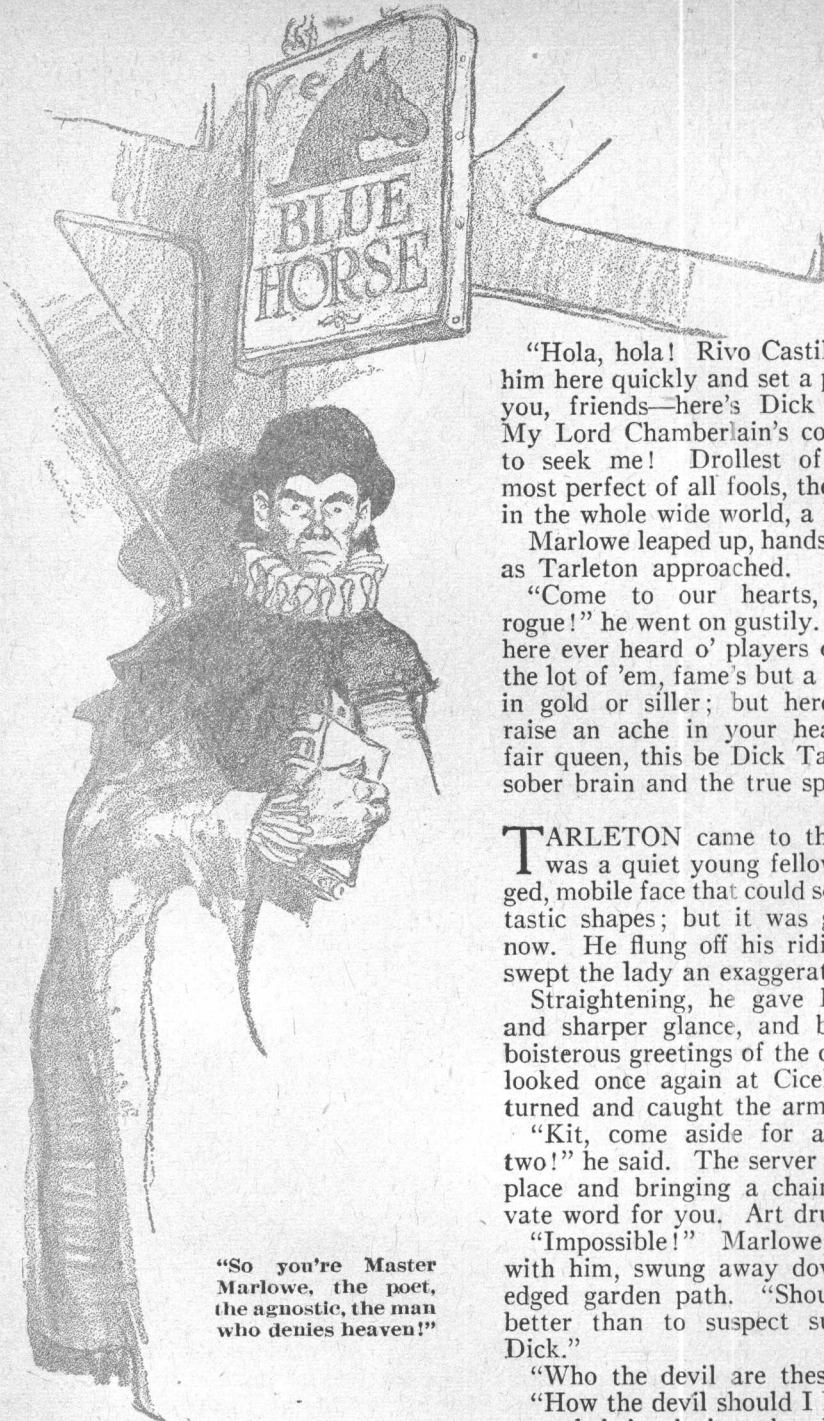 Ye
BLUE
HORSE
“Hola, hola! Rivo Castil
him here quickly and set a
you, friends—here's Dick
My Lord Chamberlain's co
to seek me! Drollest of
most perfect of all fools, the
in the whole wide world, a
Marlowe leaped up, hands
as Tarleton approached.
“Come to our hearts,
rogue!” he went on gustily.
here ever heard o' players
the lot of 'em, fame's but a
in gold or siller; but here
raise an ache in your hea
fair queen, this be Dick Ta
sober brain and the true sp
TARLETON came to th
was a quiet young fellow
ged, mobile face that could s
tastic shapes; but it was
now. He flung off his ridi
swept the lady an exaggerat
Straightening, he gave
and sharper glance, and b
boisterous greetings of the
looked once again at Cice
turned and caught the arm
“Kit, come aside for a
two!” he said. The server
place and bringing a chair
vate word for you. Art dru
“Impossible!” Marlowe
with him, swung away dow
edged garden path. “Shou
better than to suspect su
Dick.”
“Who the devil are thes
“How the devil should I
“So you're Master
Marlowe, the poet,
the agnostic, the man
who denies heaven!”